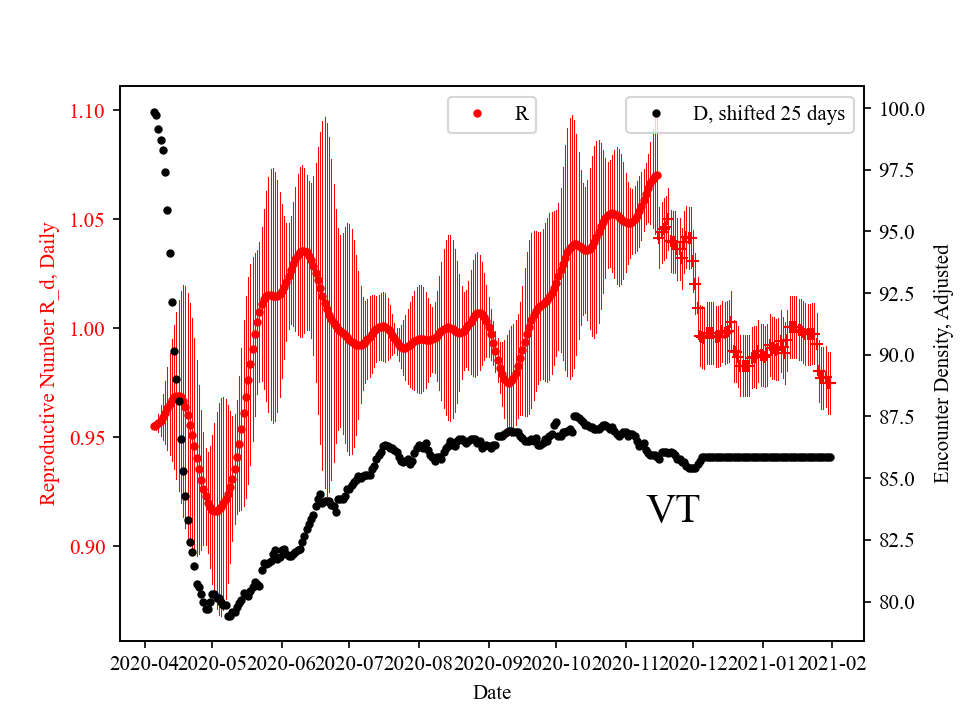 R
D, shifted 25 days
1.10
1.05
1.00
0.95
0.90
Reproductive Number R_d, Daily
100.0
97.5
95.0
92.5
90.0
87.5
85.0
82.5
80.0
Encounter Density, Adjusted
VT
2020-04 2020-05 2020-06 2020-07 2020-08 2020-09 2020-10 2020-11 2020-12 2021-01 2021-02
Date